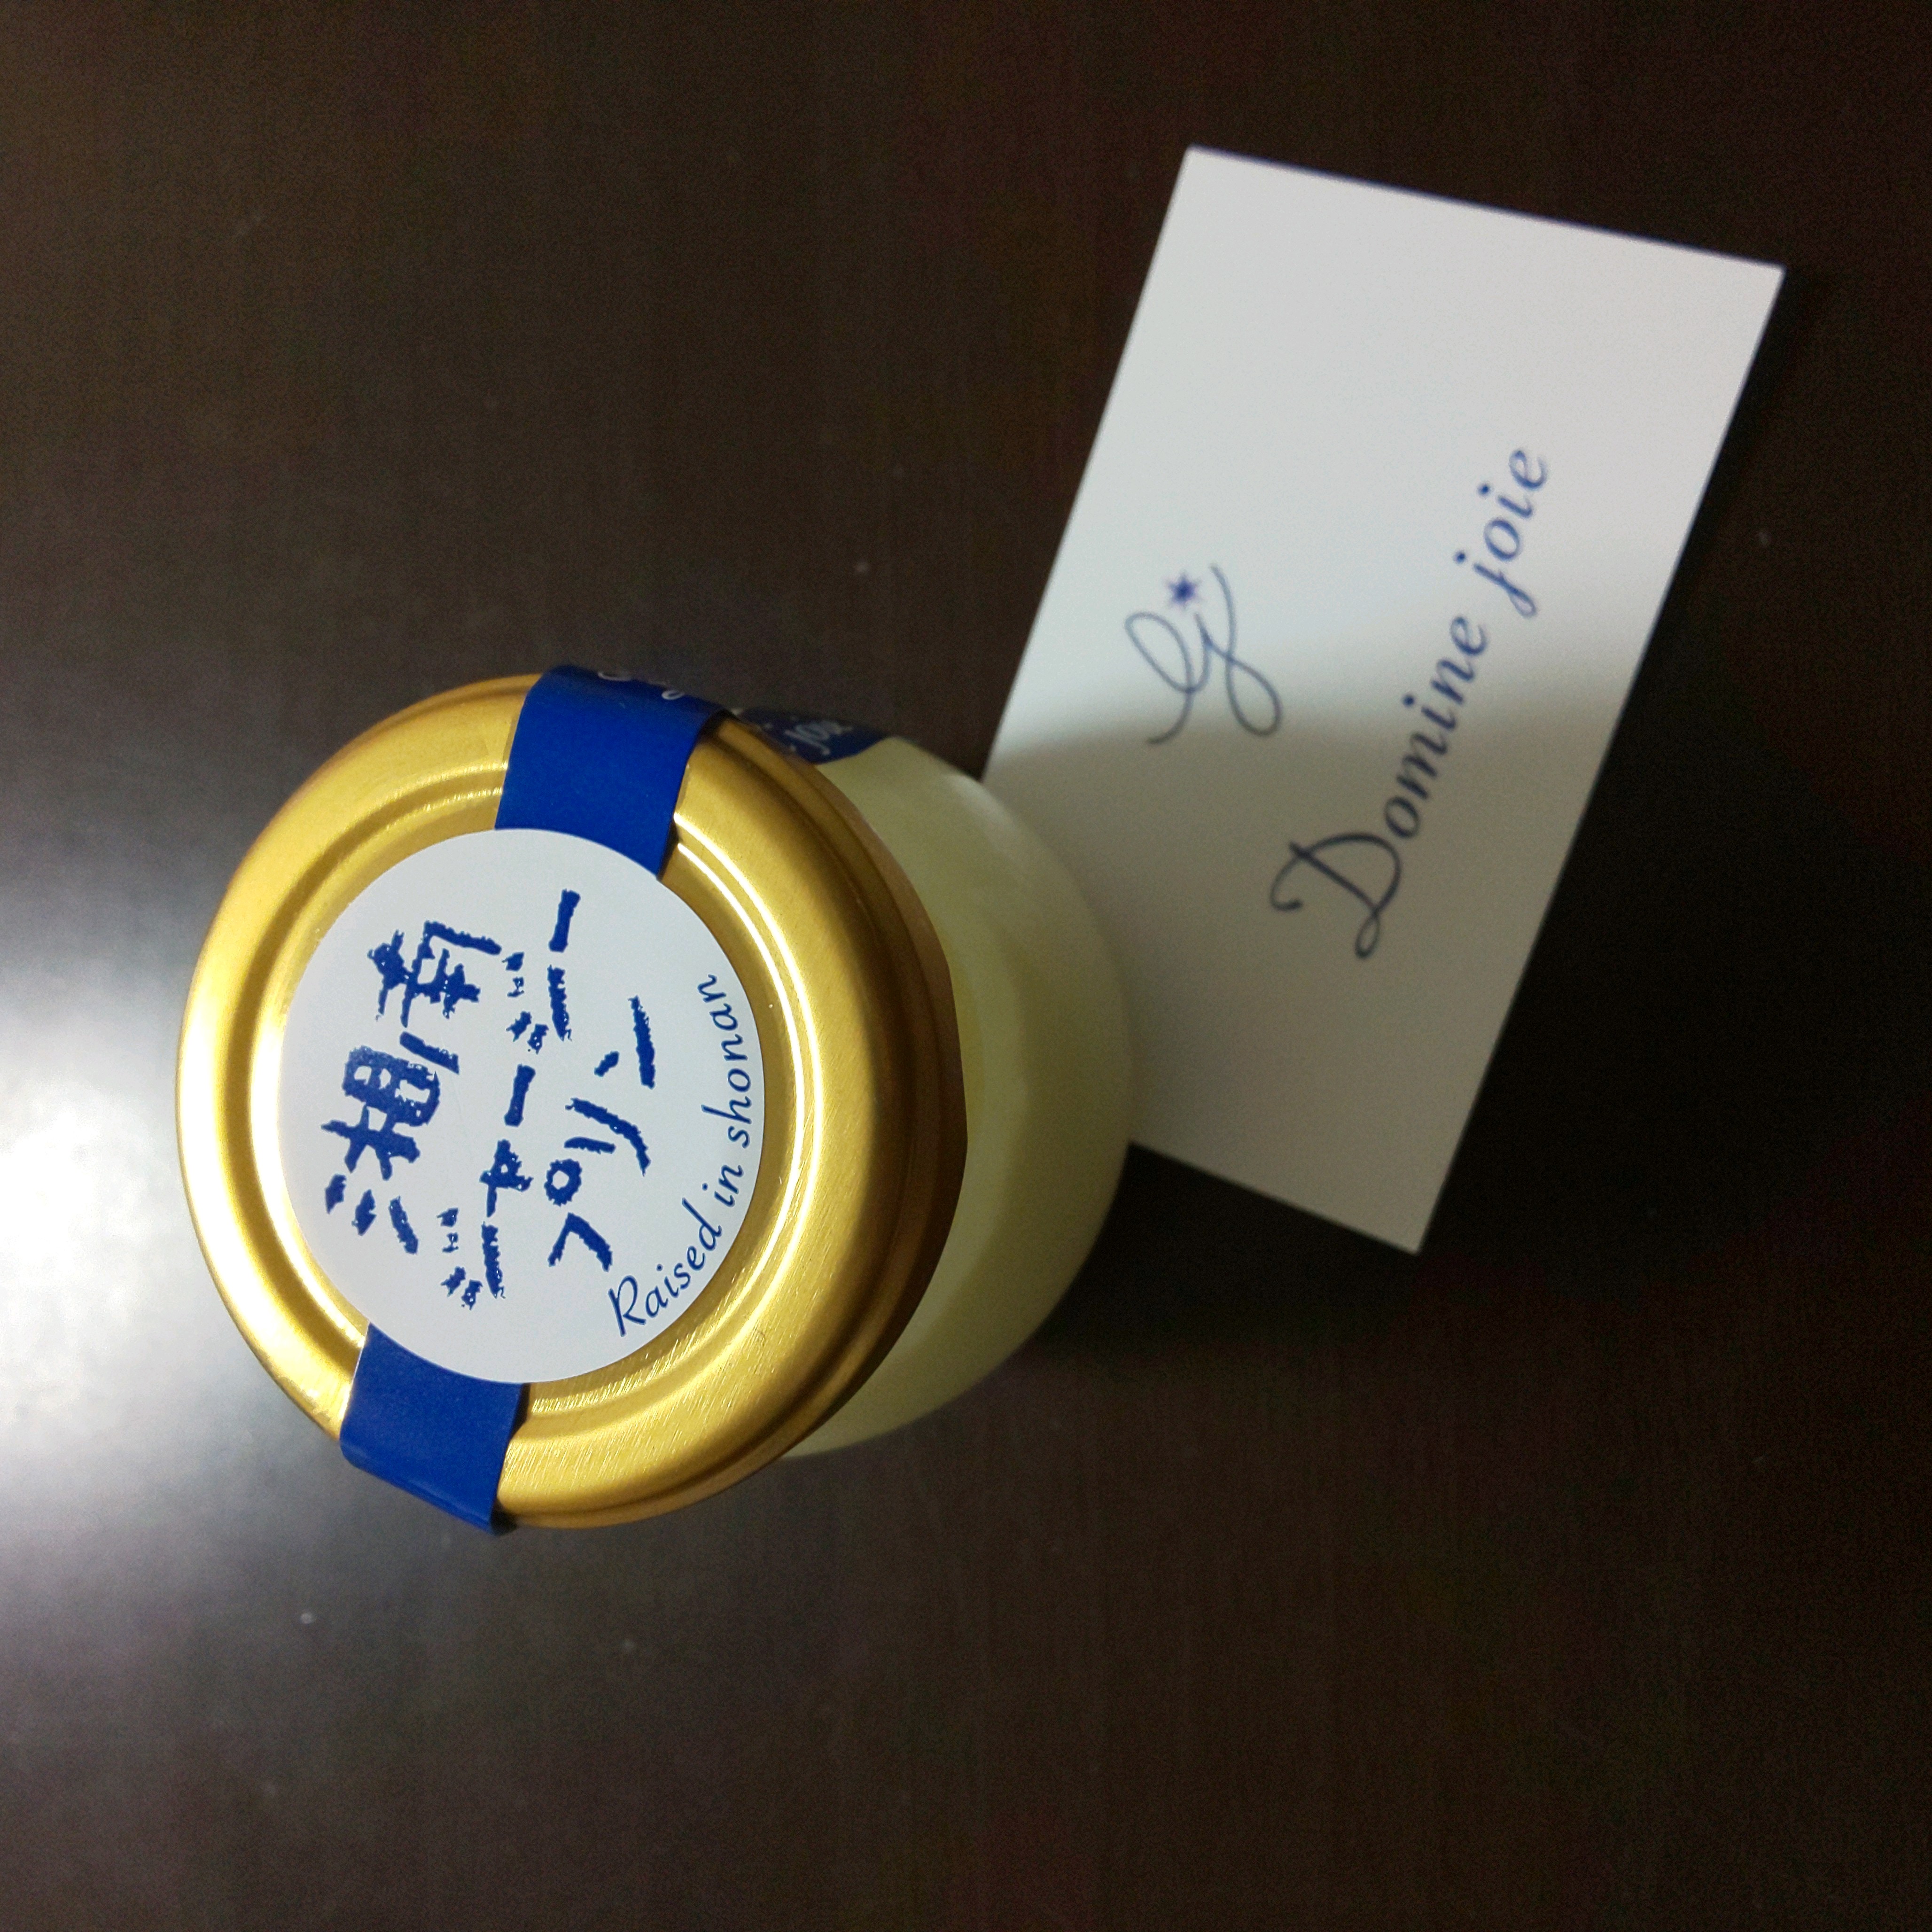 湘南
ジャージー
プリン
Raised in shonan
Domine joie